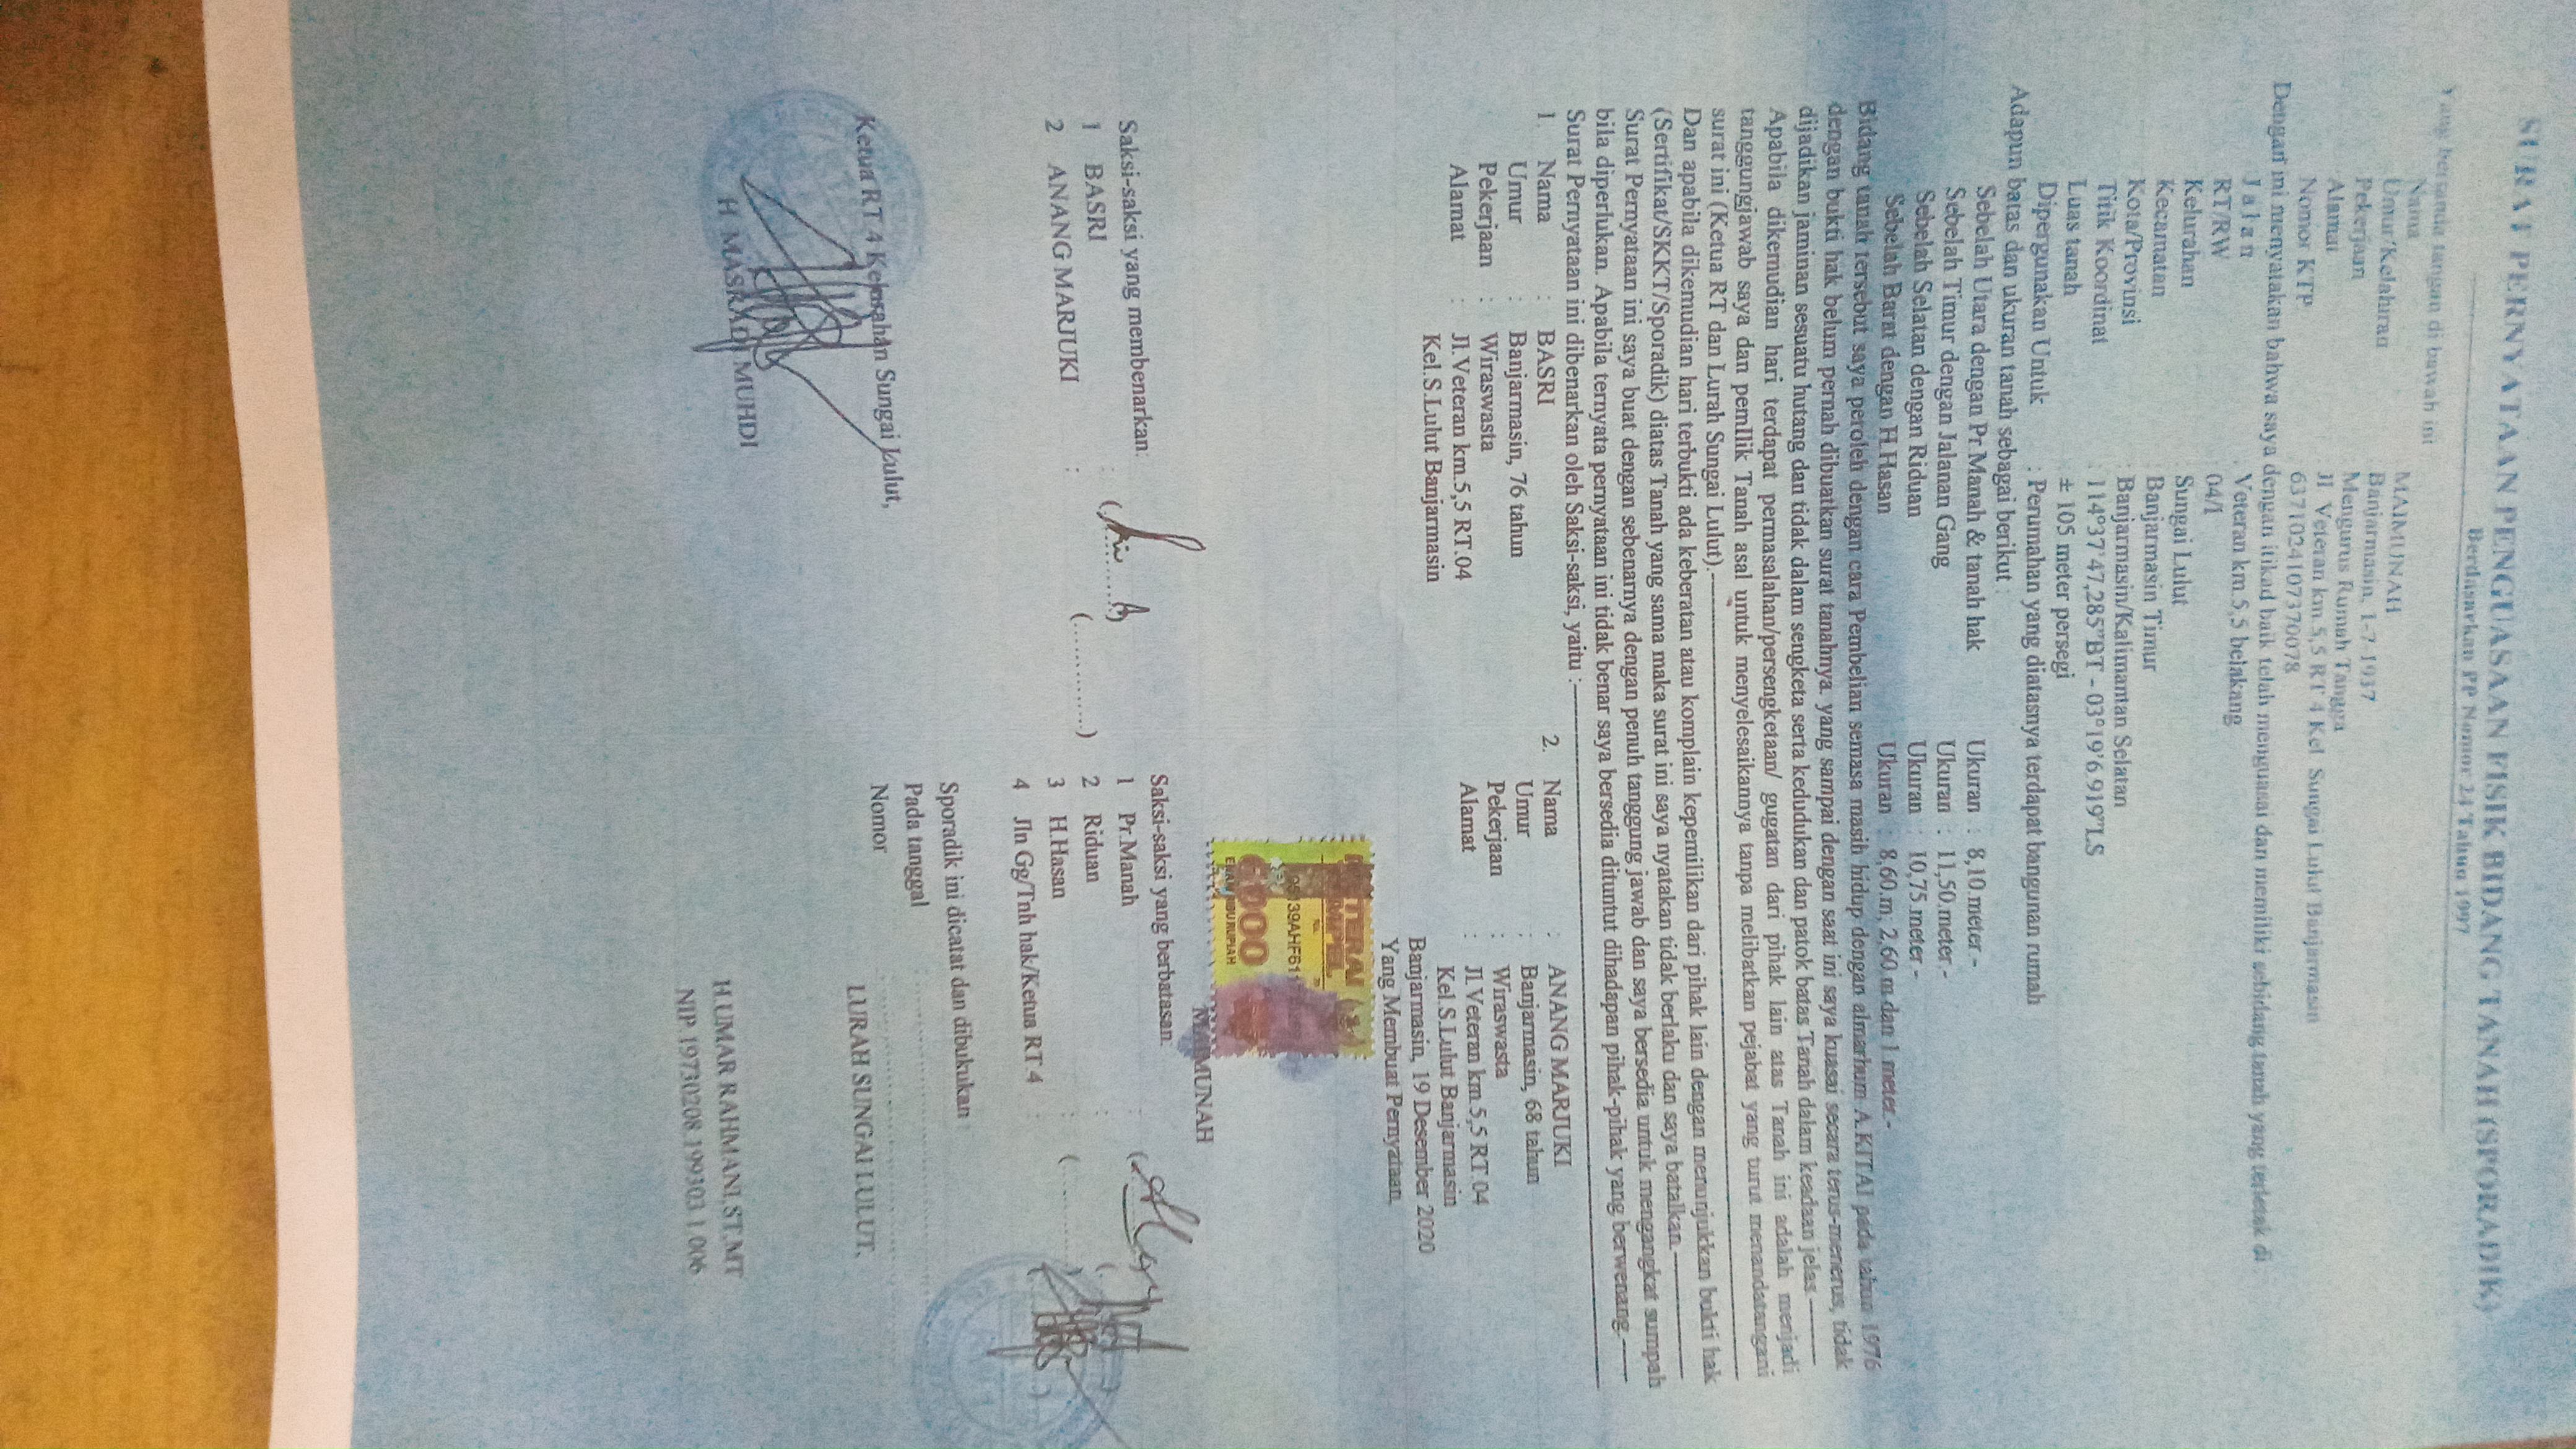 SURAT PERNYATAAN PENGUASAAN FISIK BIDANG TANAH (SPORADIK)
Berdasarkan PP Nomor 24 Tahun 1997
Yang bertanda tangan di bawah ini
Nama : MAIMUNAH
Umur/Kelahiran : Banjarmasin, 1-7-1937
Pekerjaan : Mengurus Rumah Tangga
Alamat : Jl Veteran km 5,5 RT 4 Kel Sungai Lulut Banjarmasin
Nomor KTP : 6371024107370078
Dengan ini menyatakan bahwa saya dengan itikad baik telah menguasai dan memiliki sebidang tanah yang terletak di
J a l a n : Veteran km.5,5 belakang
RT/RW : 04/1
Kelurahan : Sungai Lulut
Kecamatan : Banjarmasin Timur
Kota/Provinsi : Banjarmasin/Kalimantan Selatan
Titik Koordinat : 114°37'47,285"BT - 03°19'6,919"LS
Luas tanah : ± 105 meter persegi
Dipergunakan Untuk : Perumahan yang diatasnya terdapat bangunan rumah
Adapun batas dan ukuran tanah sebagai berikut
Sebelah Utara dengan Pr Manah & tanah hak Ukuran : 8,10.meter.-
Sebelah Timur dengan Jalanan Gang Ukuran : 11,50.meter.-
Sebelah Selatan dengan Riduan Ukuran : 10,75.meter.-
Sebelah Barat dengan H.Hasan Ukuran : 8,60.m; 2,60.m dan 1 meter.-
Bidang tanah tersebut saya peroleh dengan cara Pembelian semasa masih hidup dengan almarhum A.KITAI pada tahun 1976
dengan bukti hak belum pernah dibuatkan surat tanahnya. yang sampai dengan saat ini saya kuasai secara terus-menerus, tidak
dijadikan jaminan sesuatu hutang dan tidak dalam sengketa serta kedudukan dan patok batas Tanah dalam keadaan jelas.
Apabila dikemudian hari terdapat permasalahan/persengketaan/ gugatan dari pihak lain atas Tanah ini adalah menjadi
tanggungjawab saya dan pemIlik Tanah asal untuk menyelesaikannya tanpa melibatkan pejabat yang turut menandatangani
surat ini (Ketua RT dan Lurah Sungai Lulut).
Dan apabila dikemudian hari terbukti ada keberatan atau komplain kepemilikan dari pihak lain dengan menunjukkan bukti hak
(Sertifikat/SKKT/Sporadik) diatas Tanah yang sama maka surat ini saya nyatakan tidak berlaku dan saya batalkan.
Surat Pernyataan ini saya buat dengan sebenarnya dengan penuh tanggung jawab dan saya bersedia untuk mengangkat sumpah
bila diperlukan. Apabila ternyata pernyataan ini tidak benar saya bersedia dituntut dihadapan pihak-pihak yang berwenang.
Surat Pernyataan ini dibenarkan oleh Saksi-saksi, yaitu :
1. Nama : BASRI 2. Nama : ANANG MARJUKI
Umur : Banjarmasin, 76 tahun Umur : Banjarmasin, 68 tahun
Pekerjaan : Wiraswasta Pekerjaan : Wiraswasta
Alamat : Jl.Veteran km.5,5 RT.04 Alamat : Jl.Veteran km.5,5 RT.04
Kel.S.Lulut Banjarmasin Kel.S.Lulut Banjarmasin
Banjarmasin, 19 Desember 2020
Yang Membuat Pernyataan.
METERAI
TEMPEL
139AHF611
6000
ENAM RIBU RUPIAH
MAIMUNAH
Saksi-saksi yang membenarkan: Saksi-saksi yang berbatasan.
1 BASRI : (............) 1 Pr.Manah : (
2 ANANG MARJUKI : (............) 2 Riduan : (
3 H.Hasan : (............)
4 Jln Gg/Tnh hak/Ketua RT.4 :
Sporadik ini dicatat dan dibukukan :
Pada tanggal
Nomor
Ketua RT.4 Kelurahan Sungai Lulut, LURAH SUNGAI LULUT,
H MASRADI MUHDI H.UMAR RAHMANI,ST,MT
NIP.19730208.199303.1.006